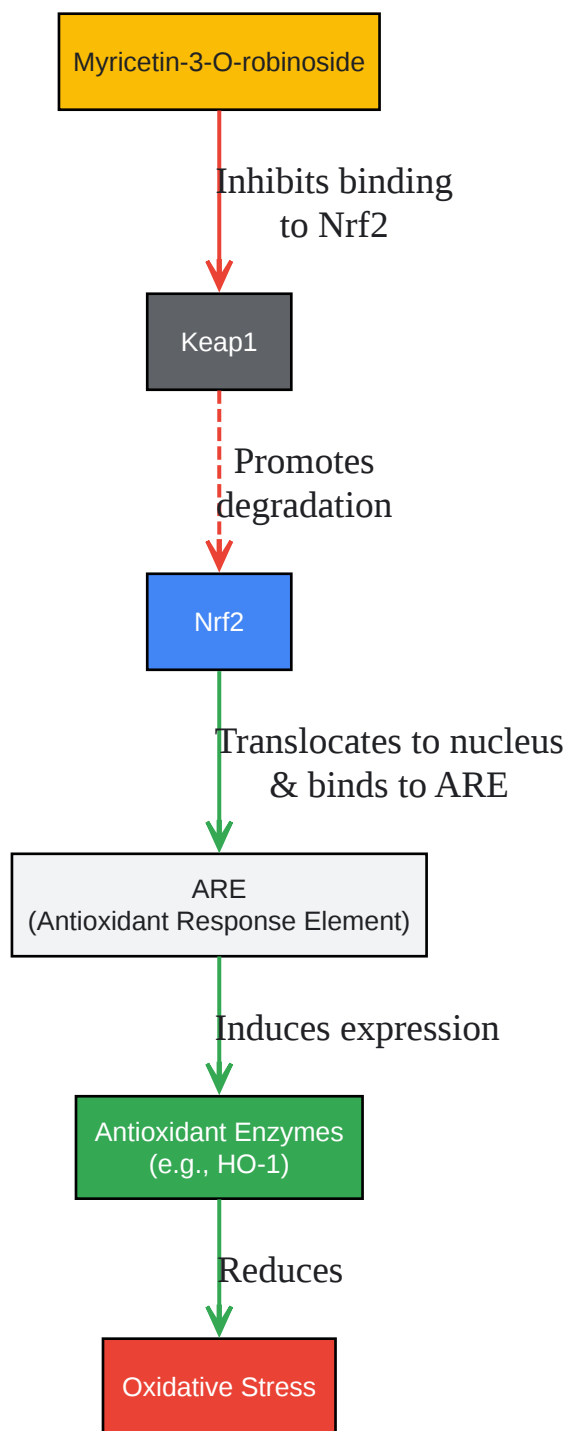 Myricetin-3-O-robinoside
Inhibits binding
to Nrf2
Keap1
Promotes
degradation
Nrf2
Translocates to nucleus
& binds to ARE
ARE
(Antioxidant Response Element)
Induces expression
Antioxidant Enzymes
(e.g., HO-1)
Reduces
Oxidative Stress